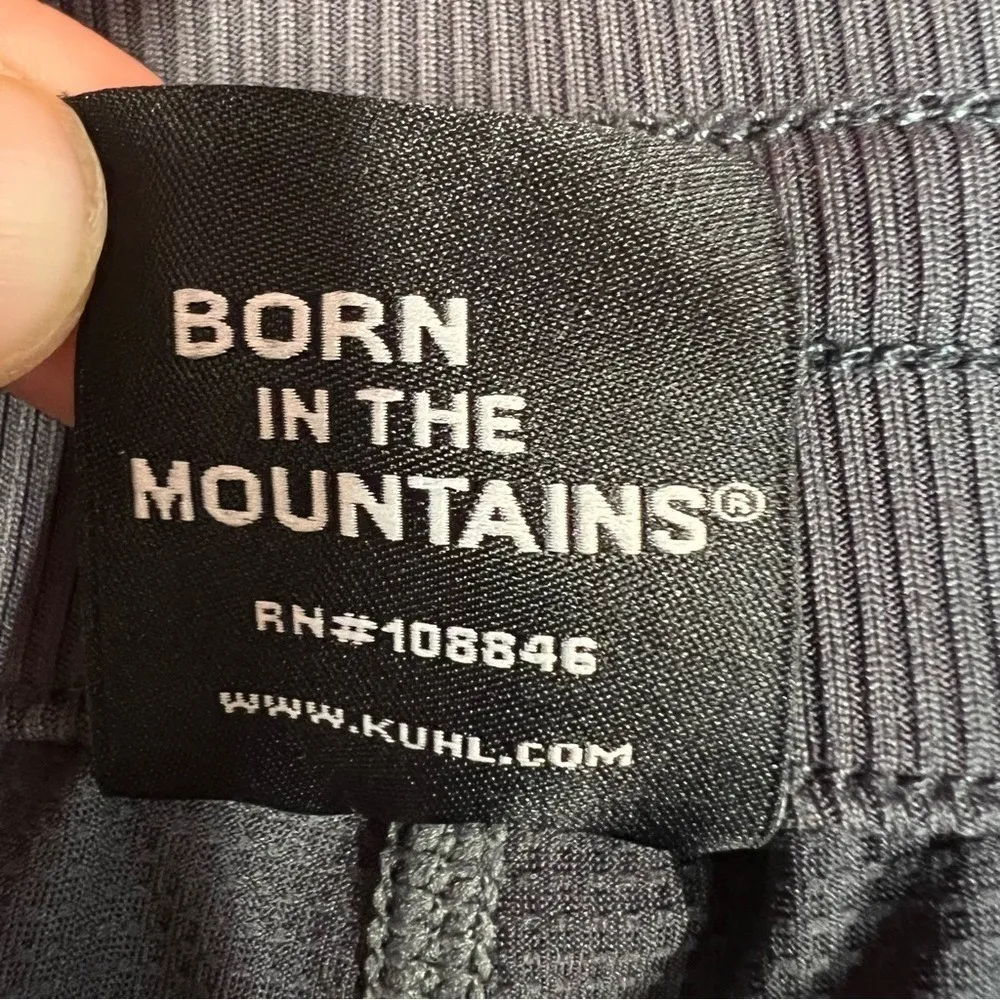 BORN
IN THE
MOUNTAINS®
RN#108846
WWW.KUHL.COM